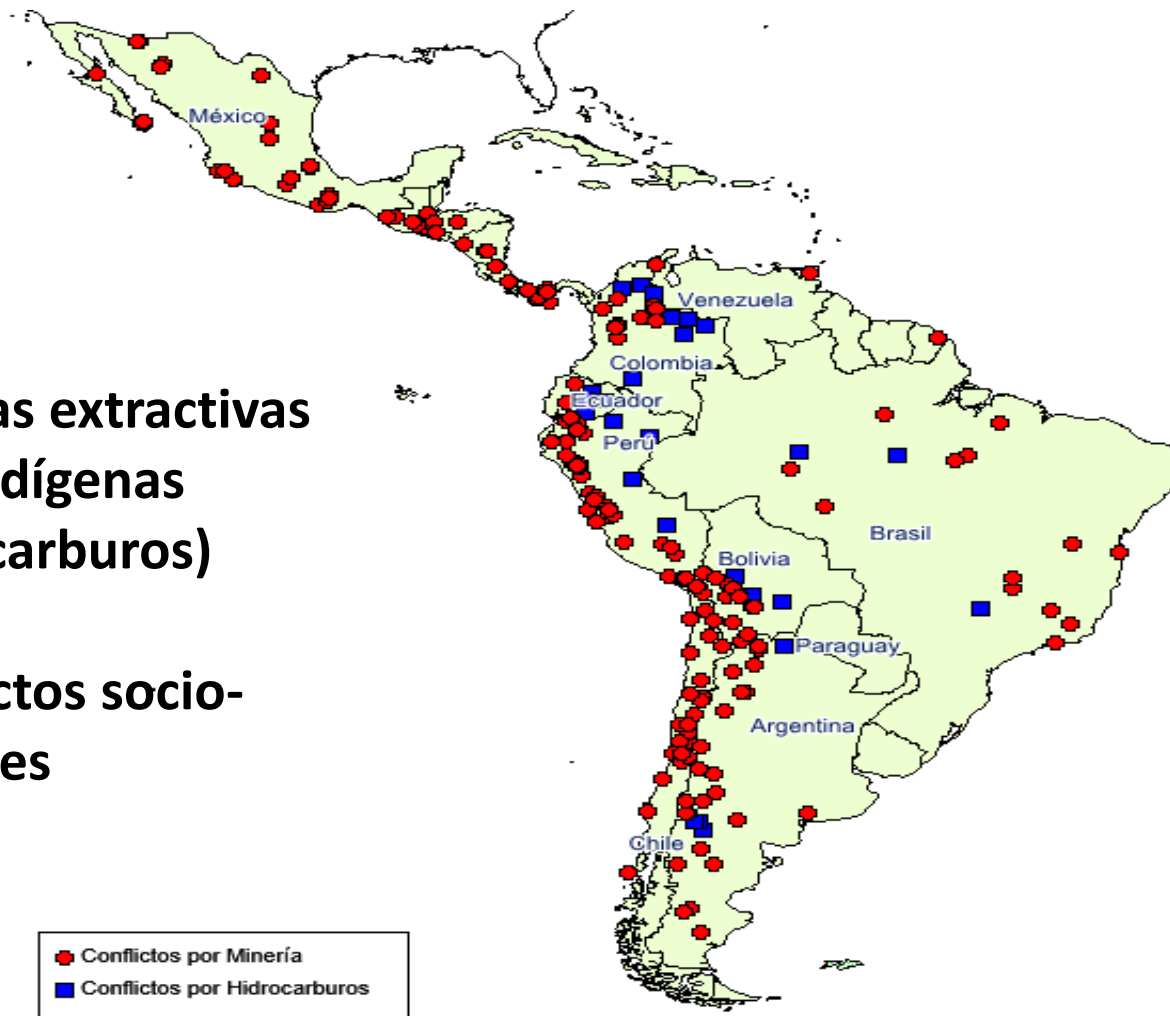 México
Venezuela
Colombia
as extractivas
Ecuador
dígenas
Perú
carburos)
Brasil
Bolivia
Paraguay
ctos socio-
Argentina
es
Chile
Conflictos por Minería
Conflictos por Hidrocarburos